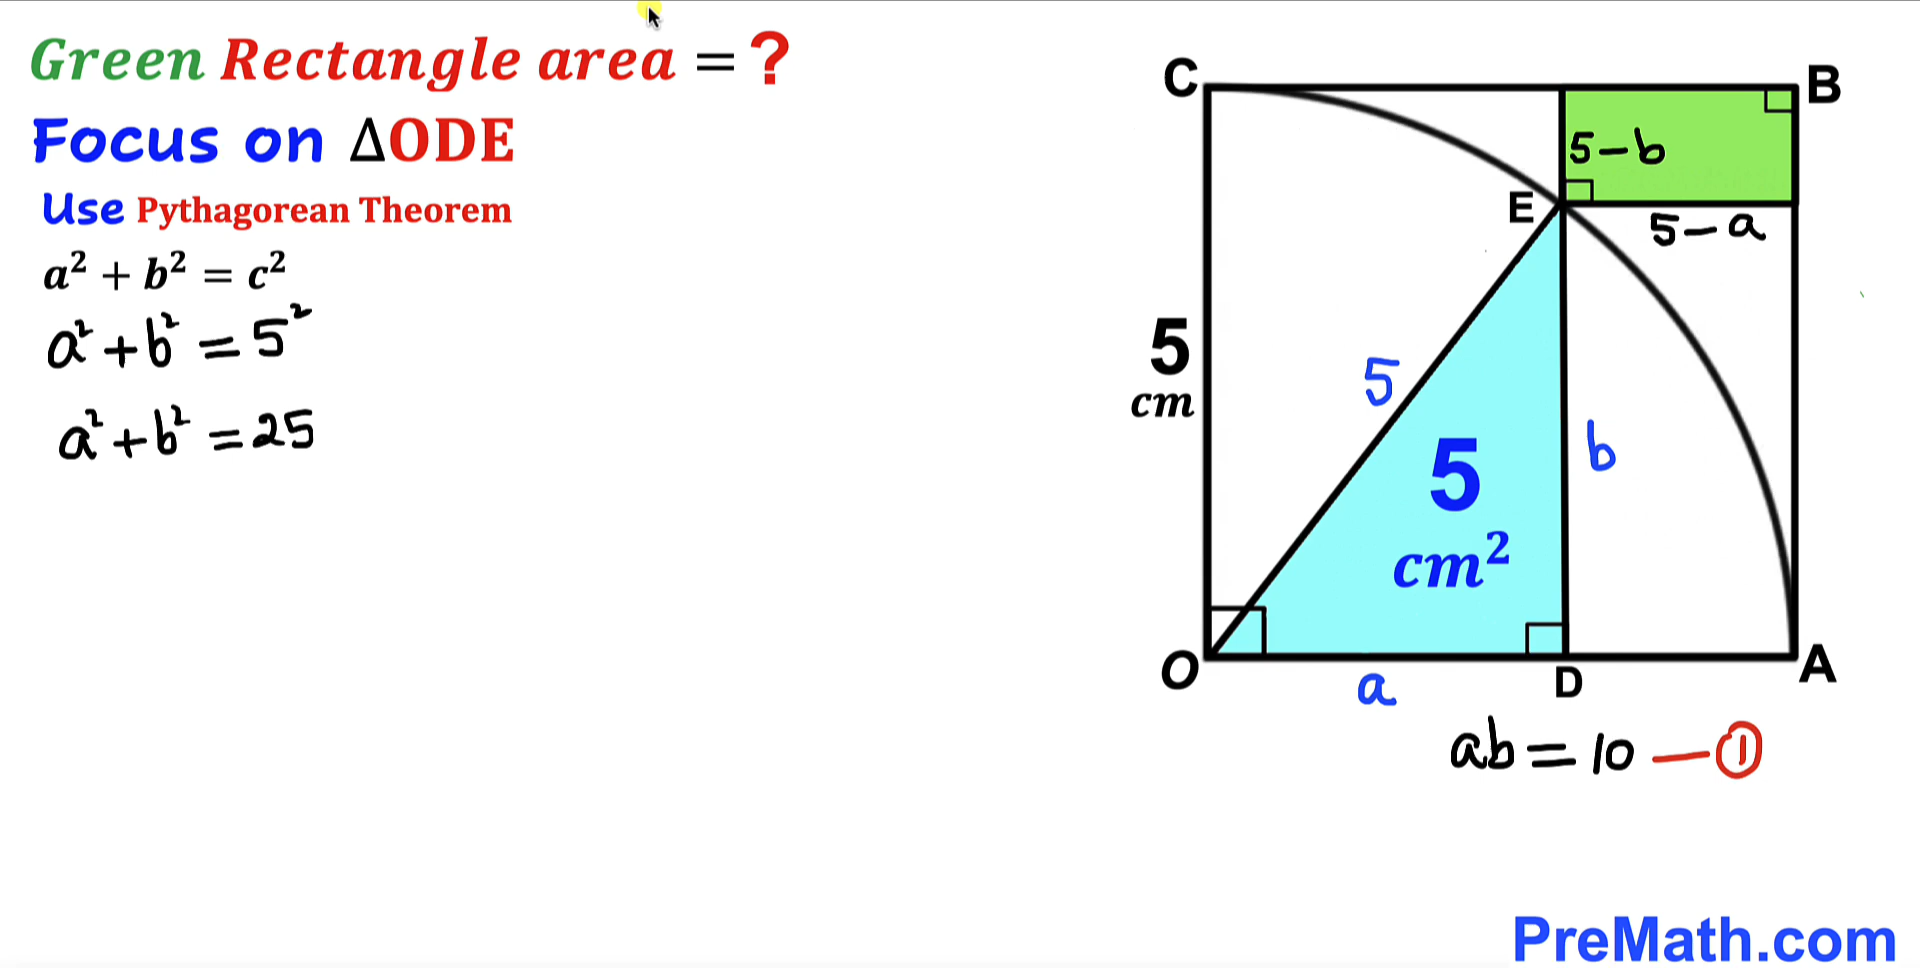 Green Rectangle area = ?
Focus on ΔODE
Use Pythagorean Theorem
a² + b² = c²
a² + b² = 5²
a² + b² = 25
C
B
5 - b
E
5 - a
5
cm
5
b
5
cm²
O
D
A
a
ab = 10 — ①
PreMath.com